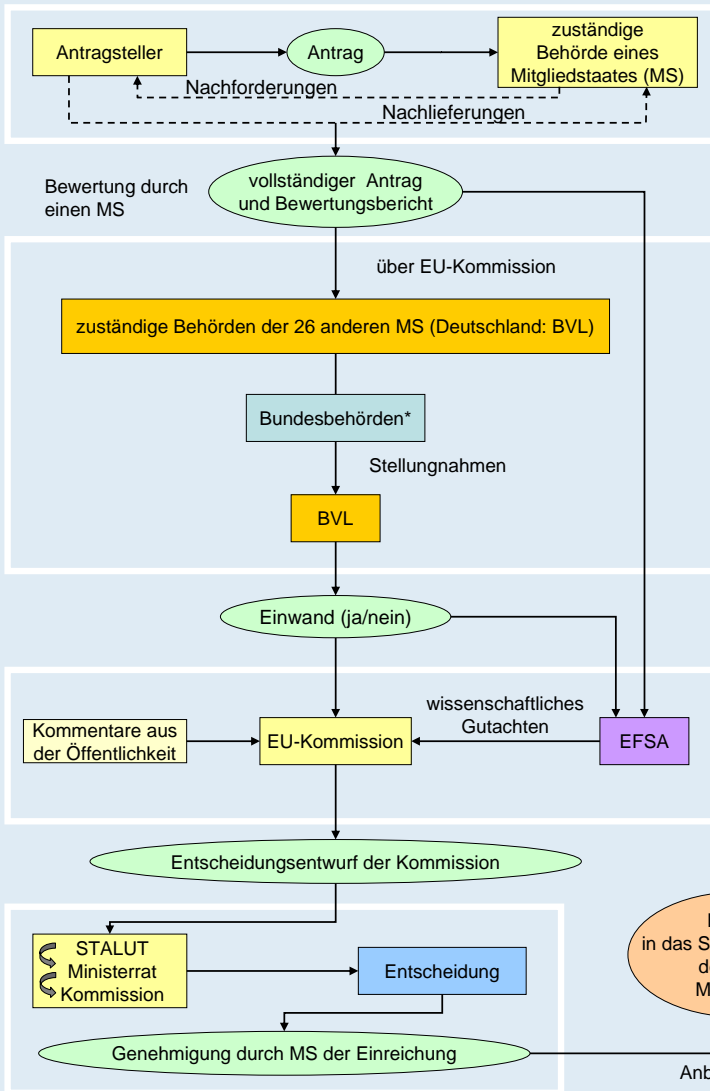 Antragsteller
Antrag
zuständige
Behörde eines
Mitgliedstaates (MS)
Nachforderungen
Nachlieferungen
Bewertung durch
einen MS
vollständiger Antrag
und Bewertungsbericht
über EU-Kommission
zuständige Behörden der 26 anderen MS (Deutschland: BVL)
Bundesbehörden*
Stellungnahmen
BVL
Einwand (ja/nein)
Kommentare aus
der Öffentlichkeit
EU-Kommission
wissenschaftliches
Gutachten
EFSA
Entscheidungsentwurf der Kommission
STALUT
Ministerrat
Kommission
Entscheidung
in das S
Genehmigung durch MS der Einreichung